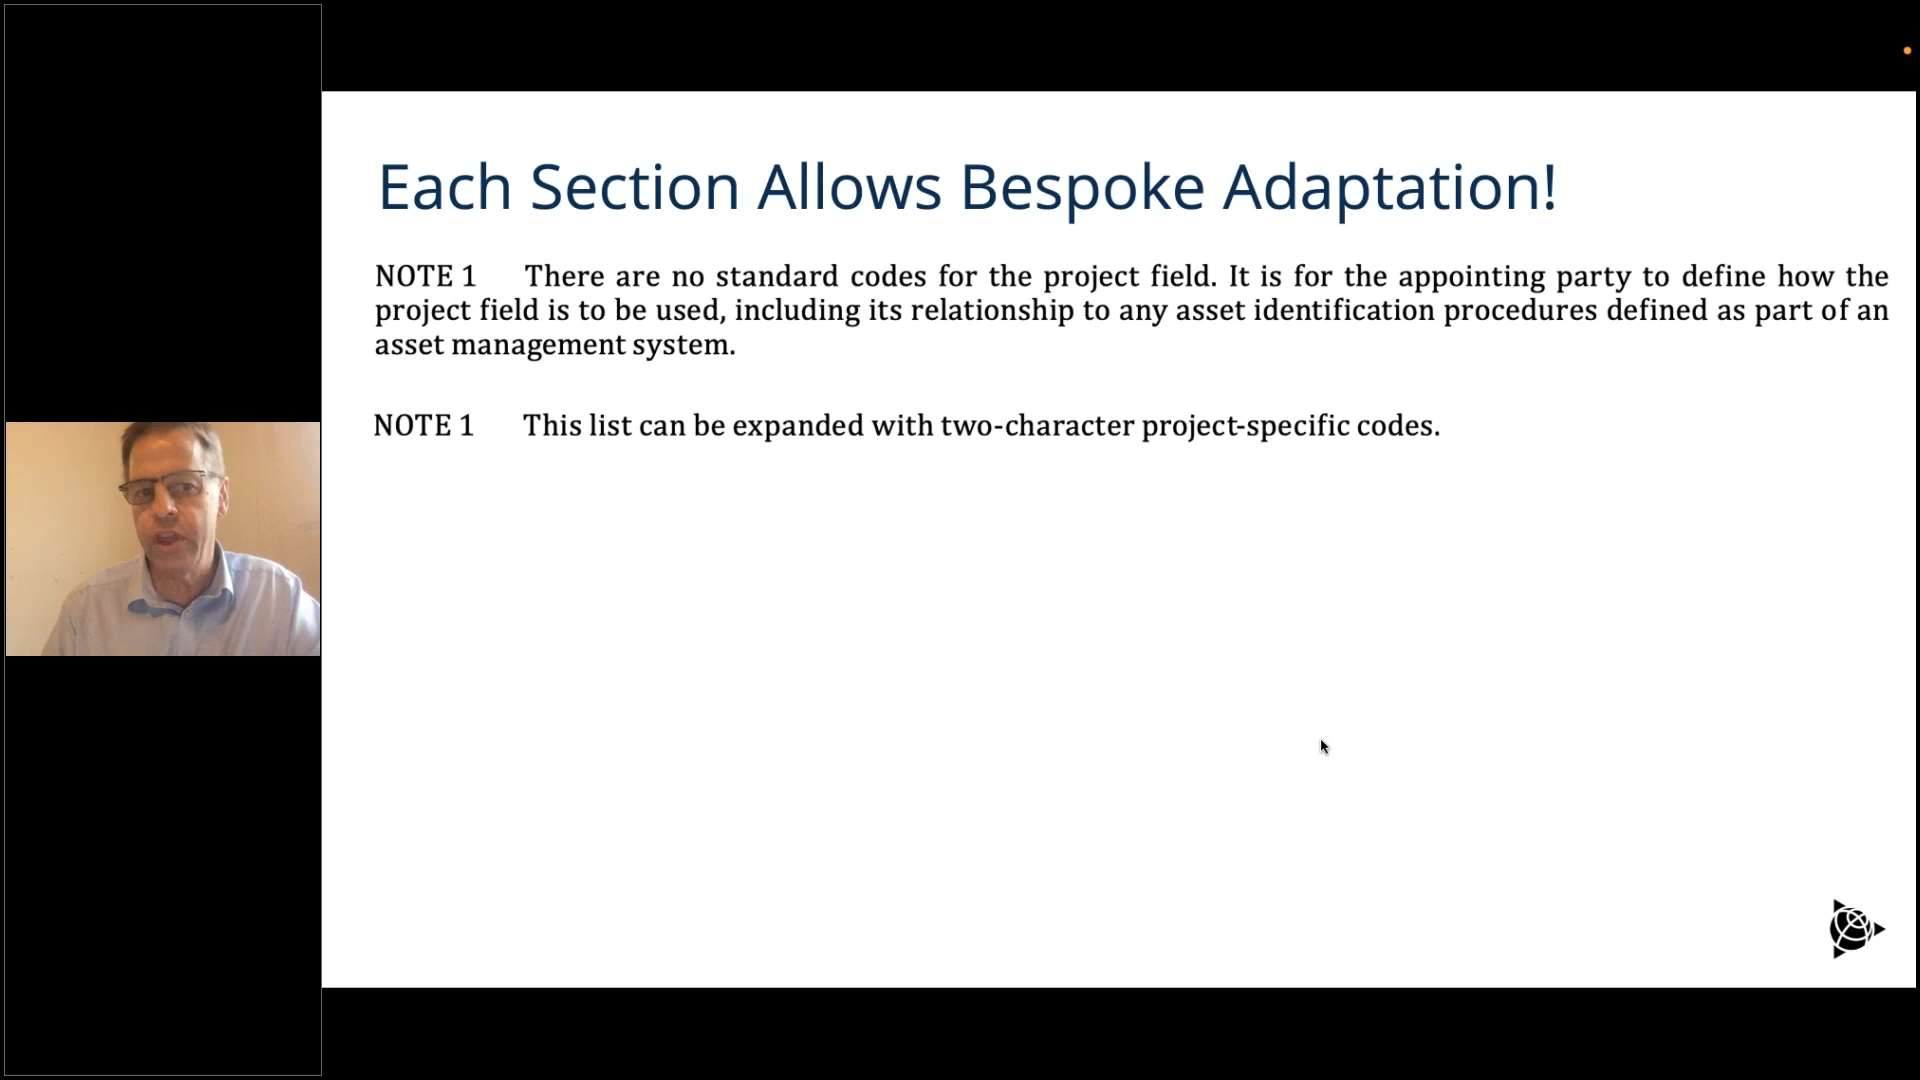 Each Section Allows Bespoke Adaptation!
NOTE 1 There are no standard codes for the project field. It is for the appointing party to define how the
project field is to be used, including its relationship to any asset identification procedures defined as part of an
asset management system.
NOTE 1 This list can be expanded with two-character project-specific codes.